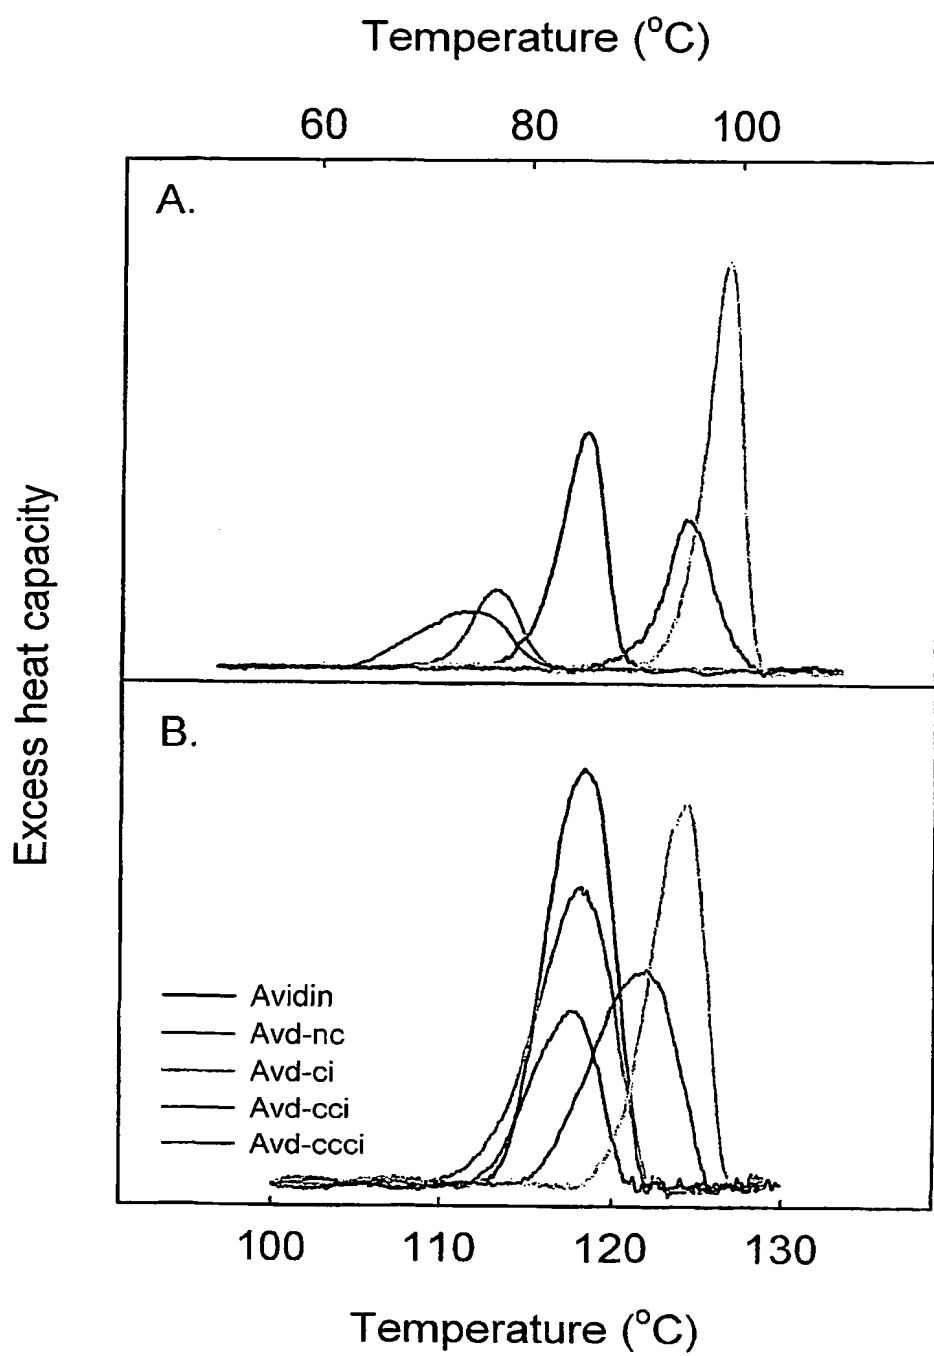 Temperature (°C)
60 80 100
A.
Excess heat capacity
B.
Avidin
Avd-nc
Avd-ci
Avd-cci
Avd-ccci
100 110 120 130
Temperature (°C)